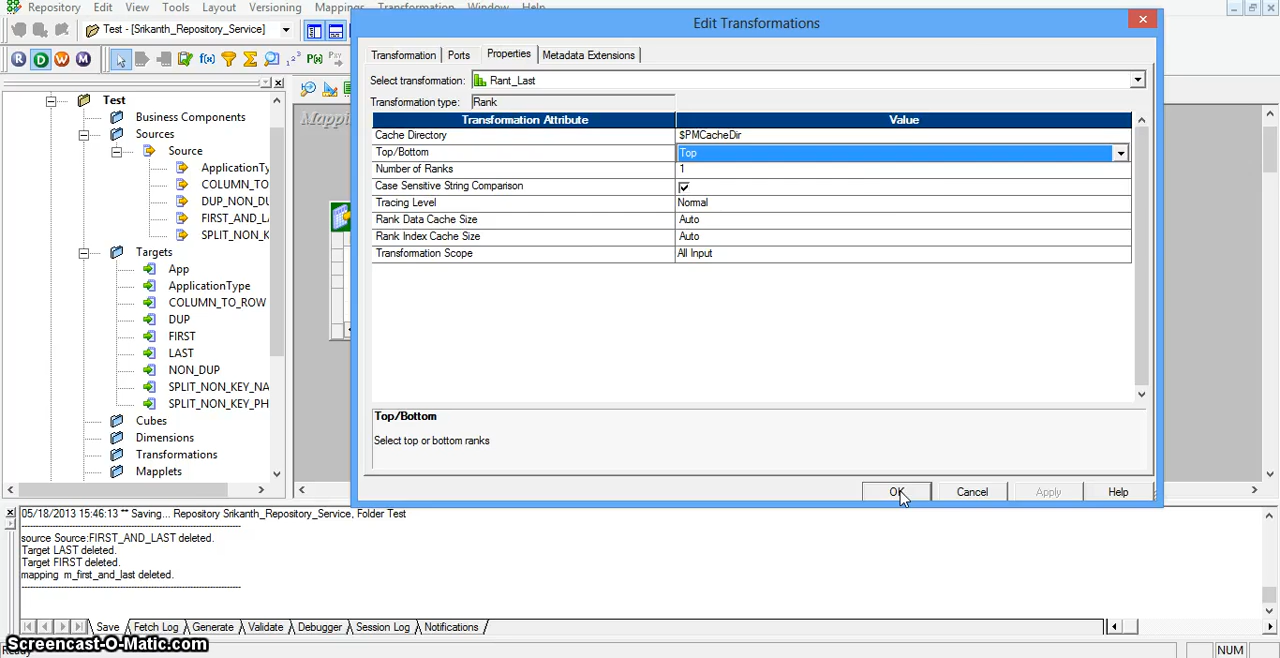 Repository Edit View Tools Layout Versioning Mappings Transformation Window Help
Edit Transformations
Test - [Srikanth_Repository_Service]
R D W M
Transformation Ports Properties Metadata Extensions
Select transformation: Rant_Last
Transformation type: Rank
Transformation Attribute Value
Cache Directory $PMCacheDir
Top/Bottom Top
Number of Ranks 1
Case Sensitive String Comparison
Tracing Level Normal
Rank Data Cache Size Auto
Rank Index Cache Size Auto
Transformation Scope All Input
Top/Bottom
Select top or bottom ranks
OK Cancel Apply Help
Test
Business Components
Sources
Source
ApplicationTy
COLUMN_TO
DUP_NON_DU
FIRST_AND_LA
SPLIT_NON_K
Targets
App
ApplicationType
COLUMN_TO_ROW
DUP
FIRST
LAST
NON_DUP
SPLIT_NON_KEY_NA
SPLIT_NON_KEY_PH
Cubes
Dimensions
Transformations
Mapplets
Mapping
05/18/2013 15:46:13 ** Saving... Repository Srikanth_Repository_Service, Folder Test
source Source:FIRST_AND_LAST deleted.
Target LAST deleted.
Target FIRST deleted.
mapping m_first_and_last deleted.
Save Fetch Log Generate Validate Debugger Session Log Notifications
Screencast-O-Matic.com
Ready
NUM